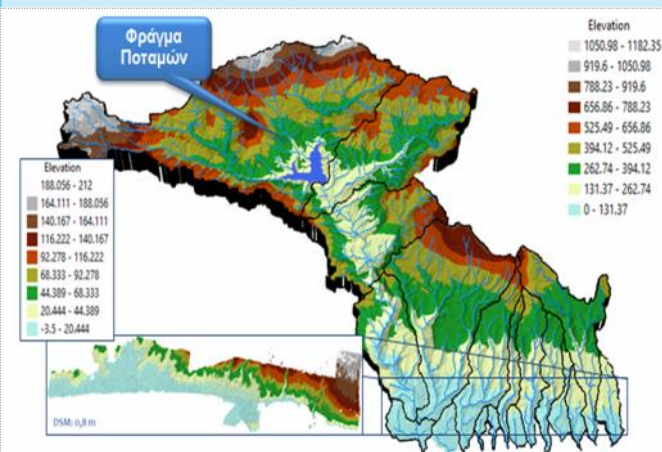 Φράγμα
Ποταμών
Elevation
1050.98 - 1182.35
919.6 - 1050.98
788.23 - 919.6
656.86 - 788.23
525.49 - 656.86
394.12 - 525.49
262.74 - 394.12
131.37 - 262.74
0 - 131.37
Elevation
188.056 - 212
164.111 - 188.056
140.167 - 164.111
116.222 - 140.167
92.278 - 116.222
68.333 - 92.278
44.389 - 68.333
20.444 - 44.389
-3.5 - 20.444
DSM: 0,8 m